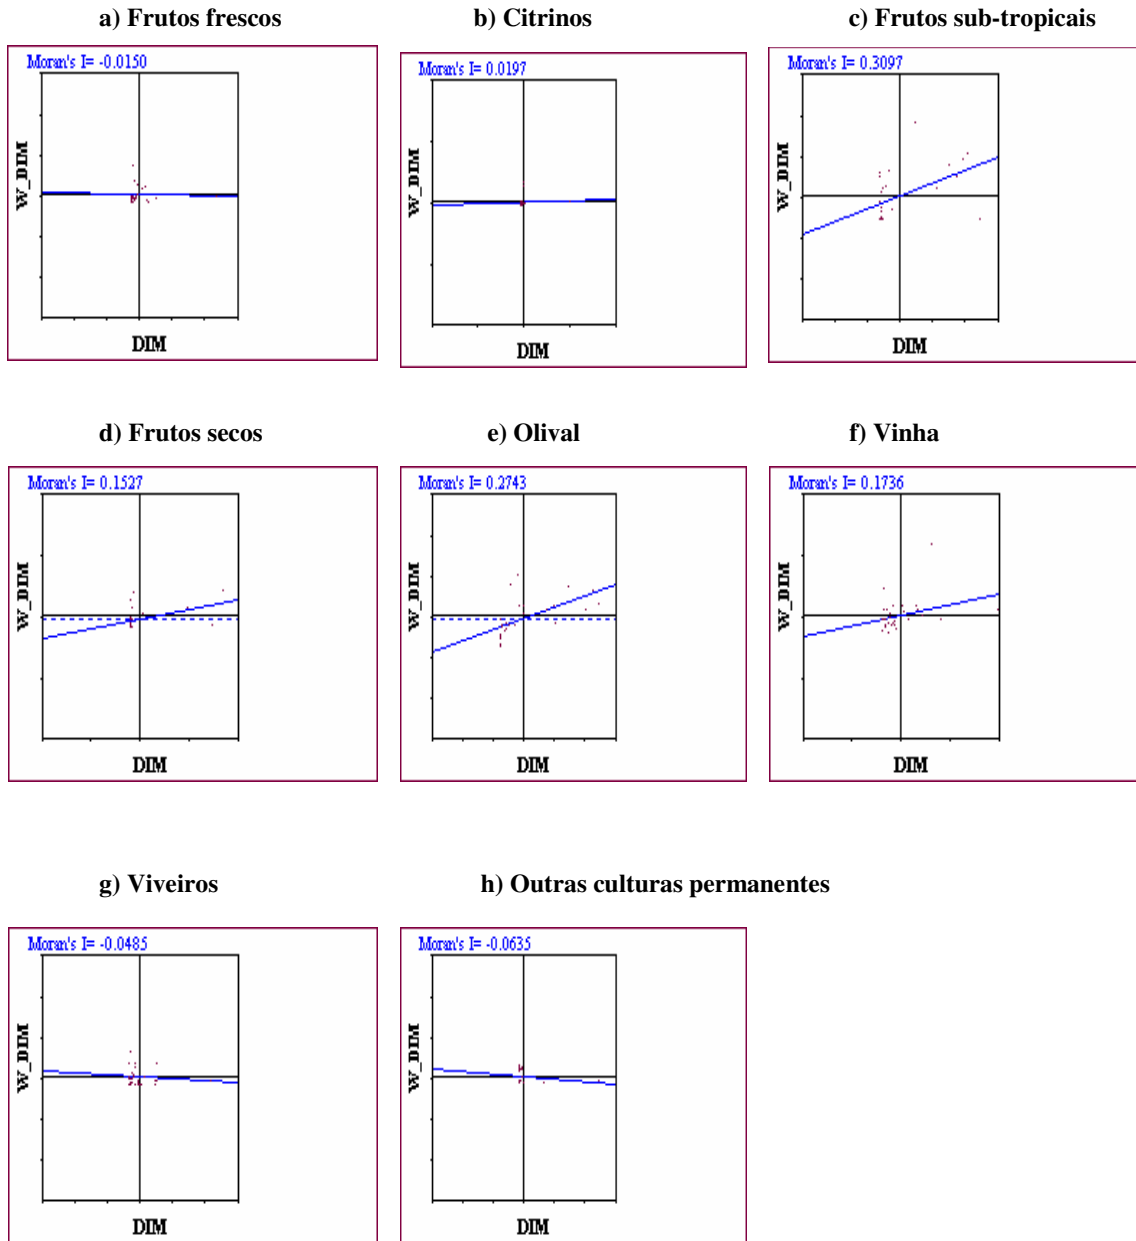 a) Frutos frescos
b) Citrinos
c) Frutos sub-tropicais
Moran's I= -0.0150
W_DIM
DIM
Moran's I= 0.0197
W_DIM
DIM
Moran's I= 0.3097
W_DIM
DIM
d) Frutos secos
e) Olival
f) Vinha
Moran's I= 0.1527
W_DIM
DIM
Moran's I= 0.2743
W_DIM
DIM
Moran's I= 0.1736
W_DIM
DIM
g) Viveiros
h) Outras culturas permanentes
Moran's I= -0.0485
W_DIM
DIM
Moran's I= -0.0635
W_DIM
DIM